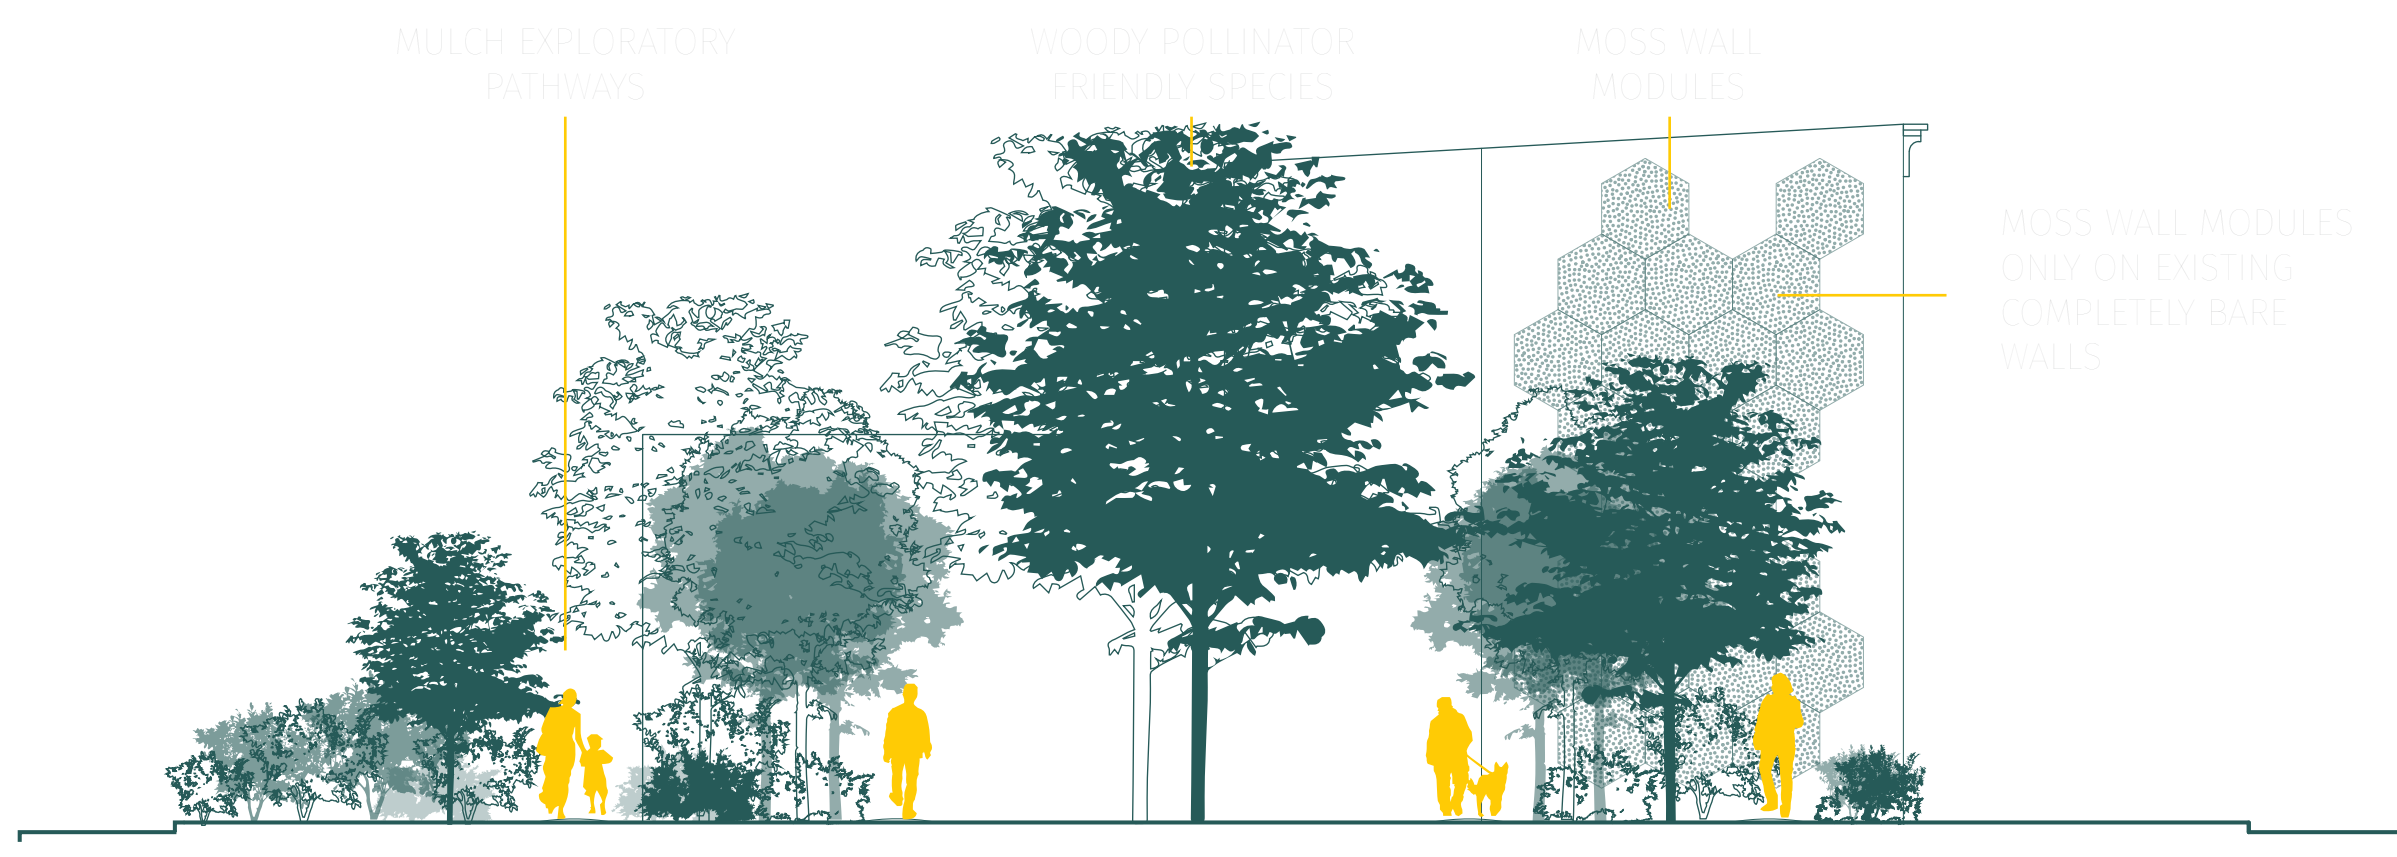 MULCH EXPLORATORY
PATHWAYS
WOODY POLLINATOR
FRIENDLY SPECIES
MOSS WALL
MODULES
MOSS WALL MODULES
ONLY ON EXISTING
COMPLETELY BARE
WALLS